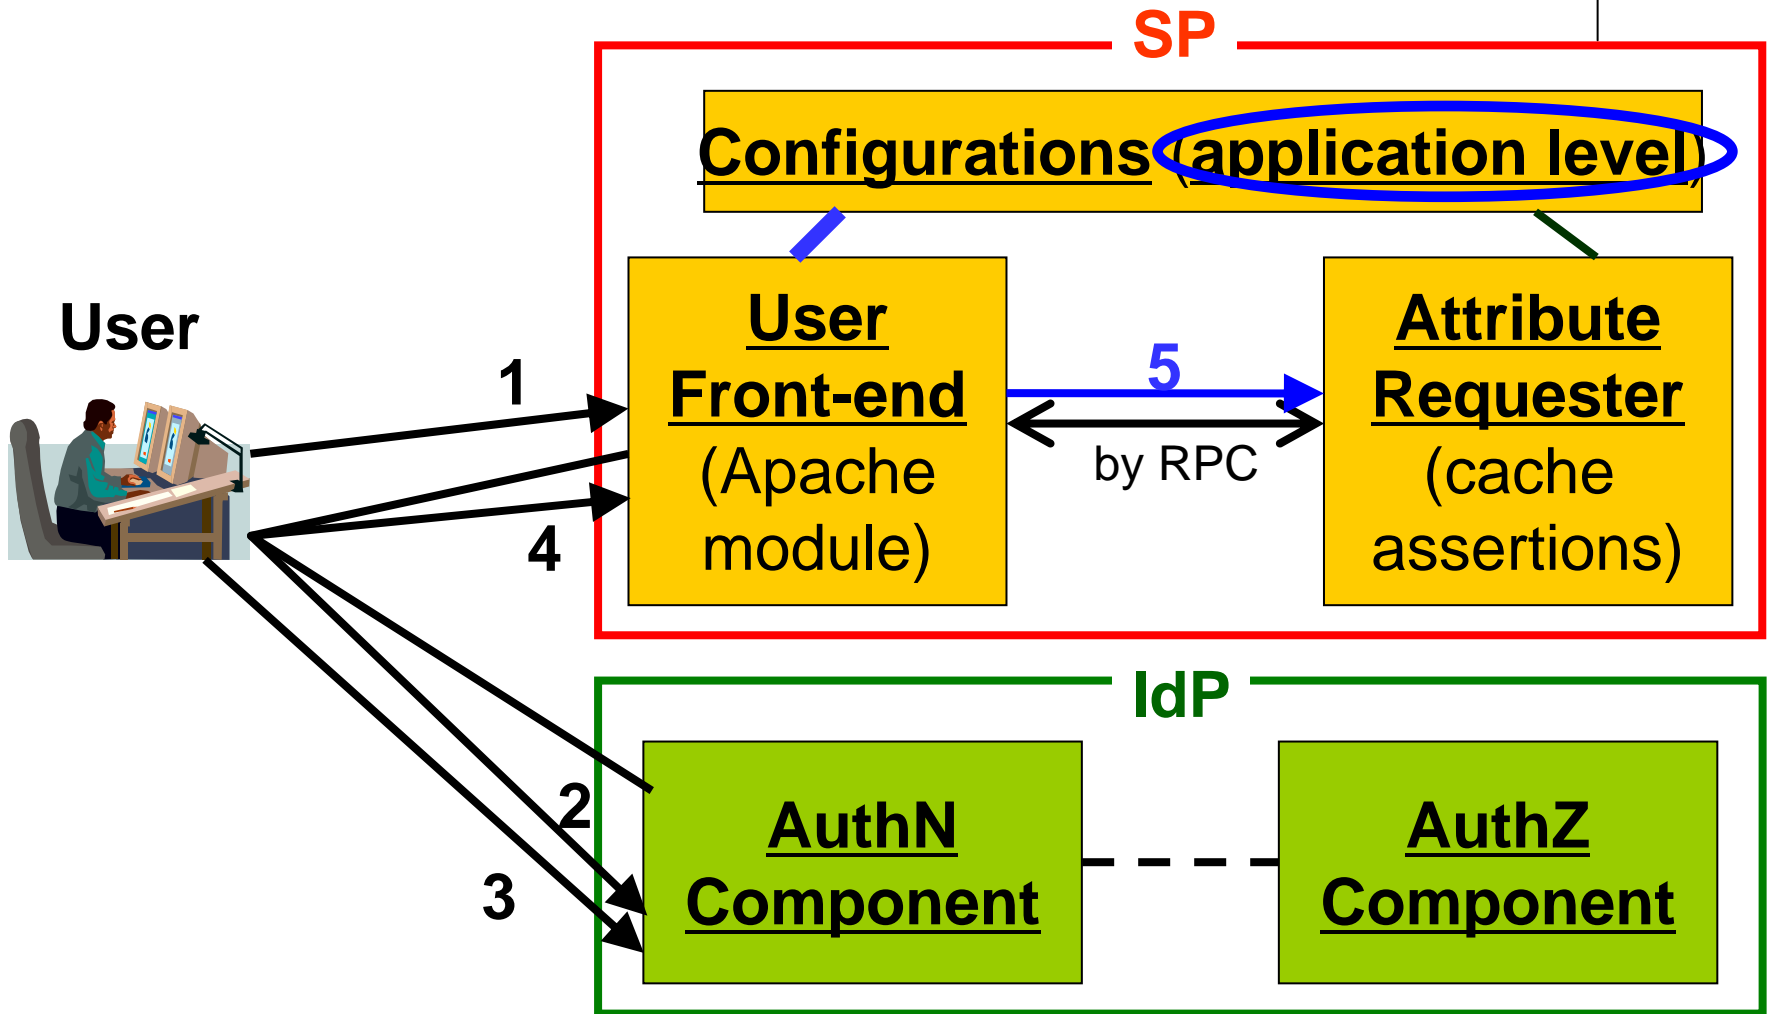 SP
Configurations (application level)
User
1
4
User
Front-end
(Apache
module)
5
by RPC
Attribute
Requester
(cache
assertions)
IdP
2
3
AuthN
Component
AuthZ
Component